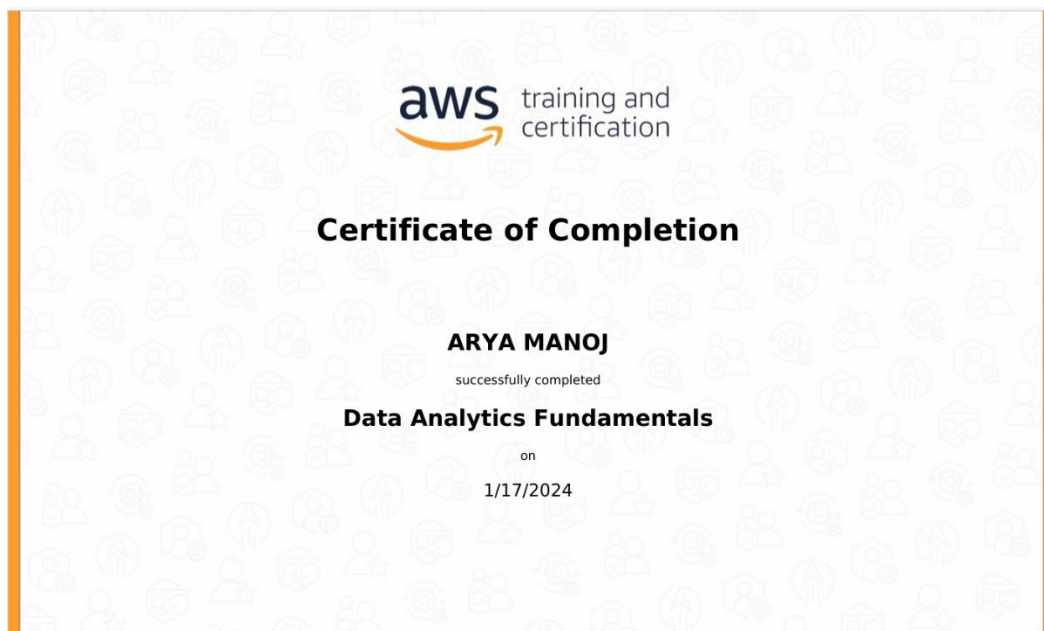 aws training and
certification
Certificate of Completion
ARYA MANOJ
successfully completed
Data Analytics Fundamentals
on
1/17/2024